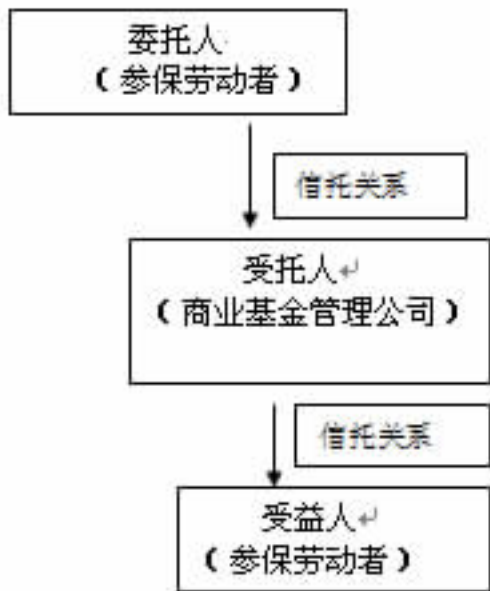 委托人
（参保劳动者）
信托关系
受托人↵
（商业基金管理公司）
信托关系
受益人↵
（参保劳动者）